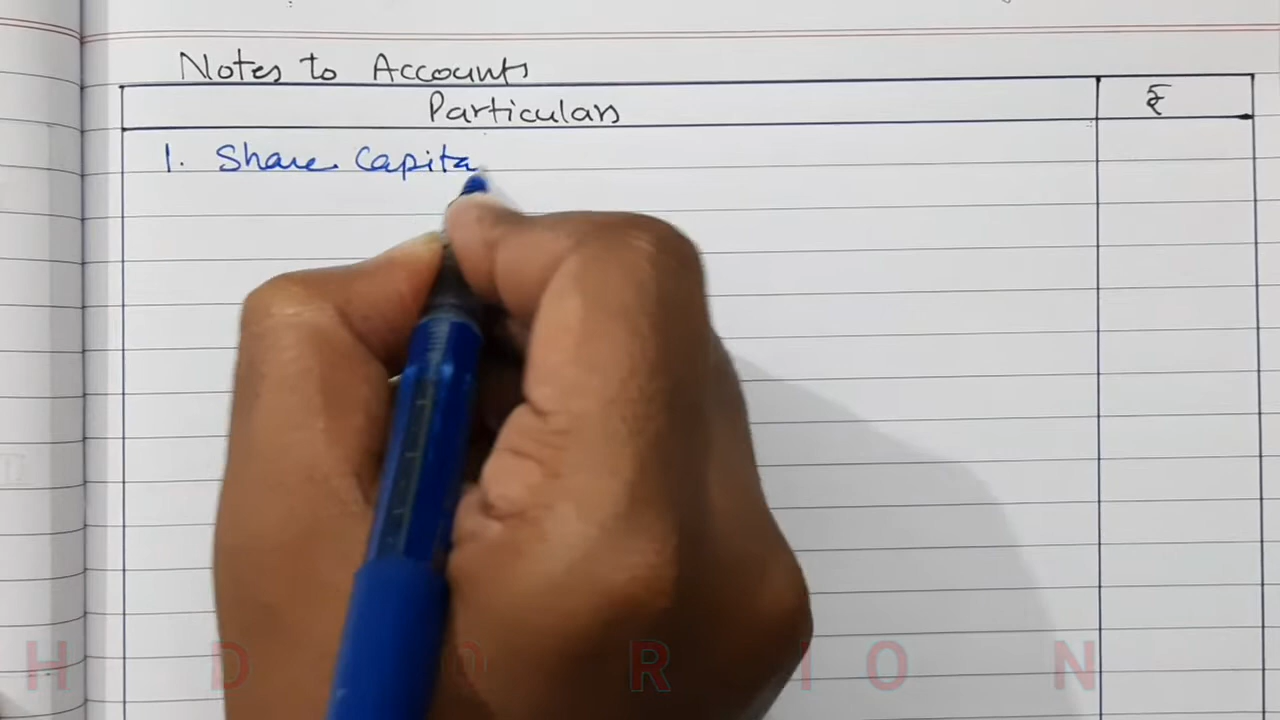 Notes to Accounts
Particulars ₹
1. Share Capita
H D O R I O N